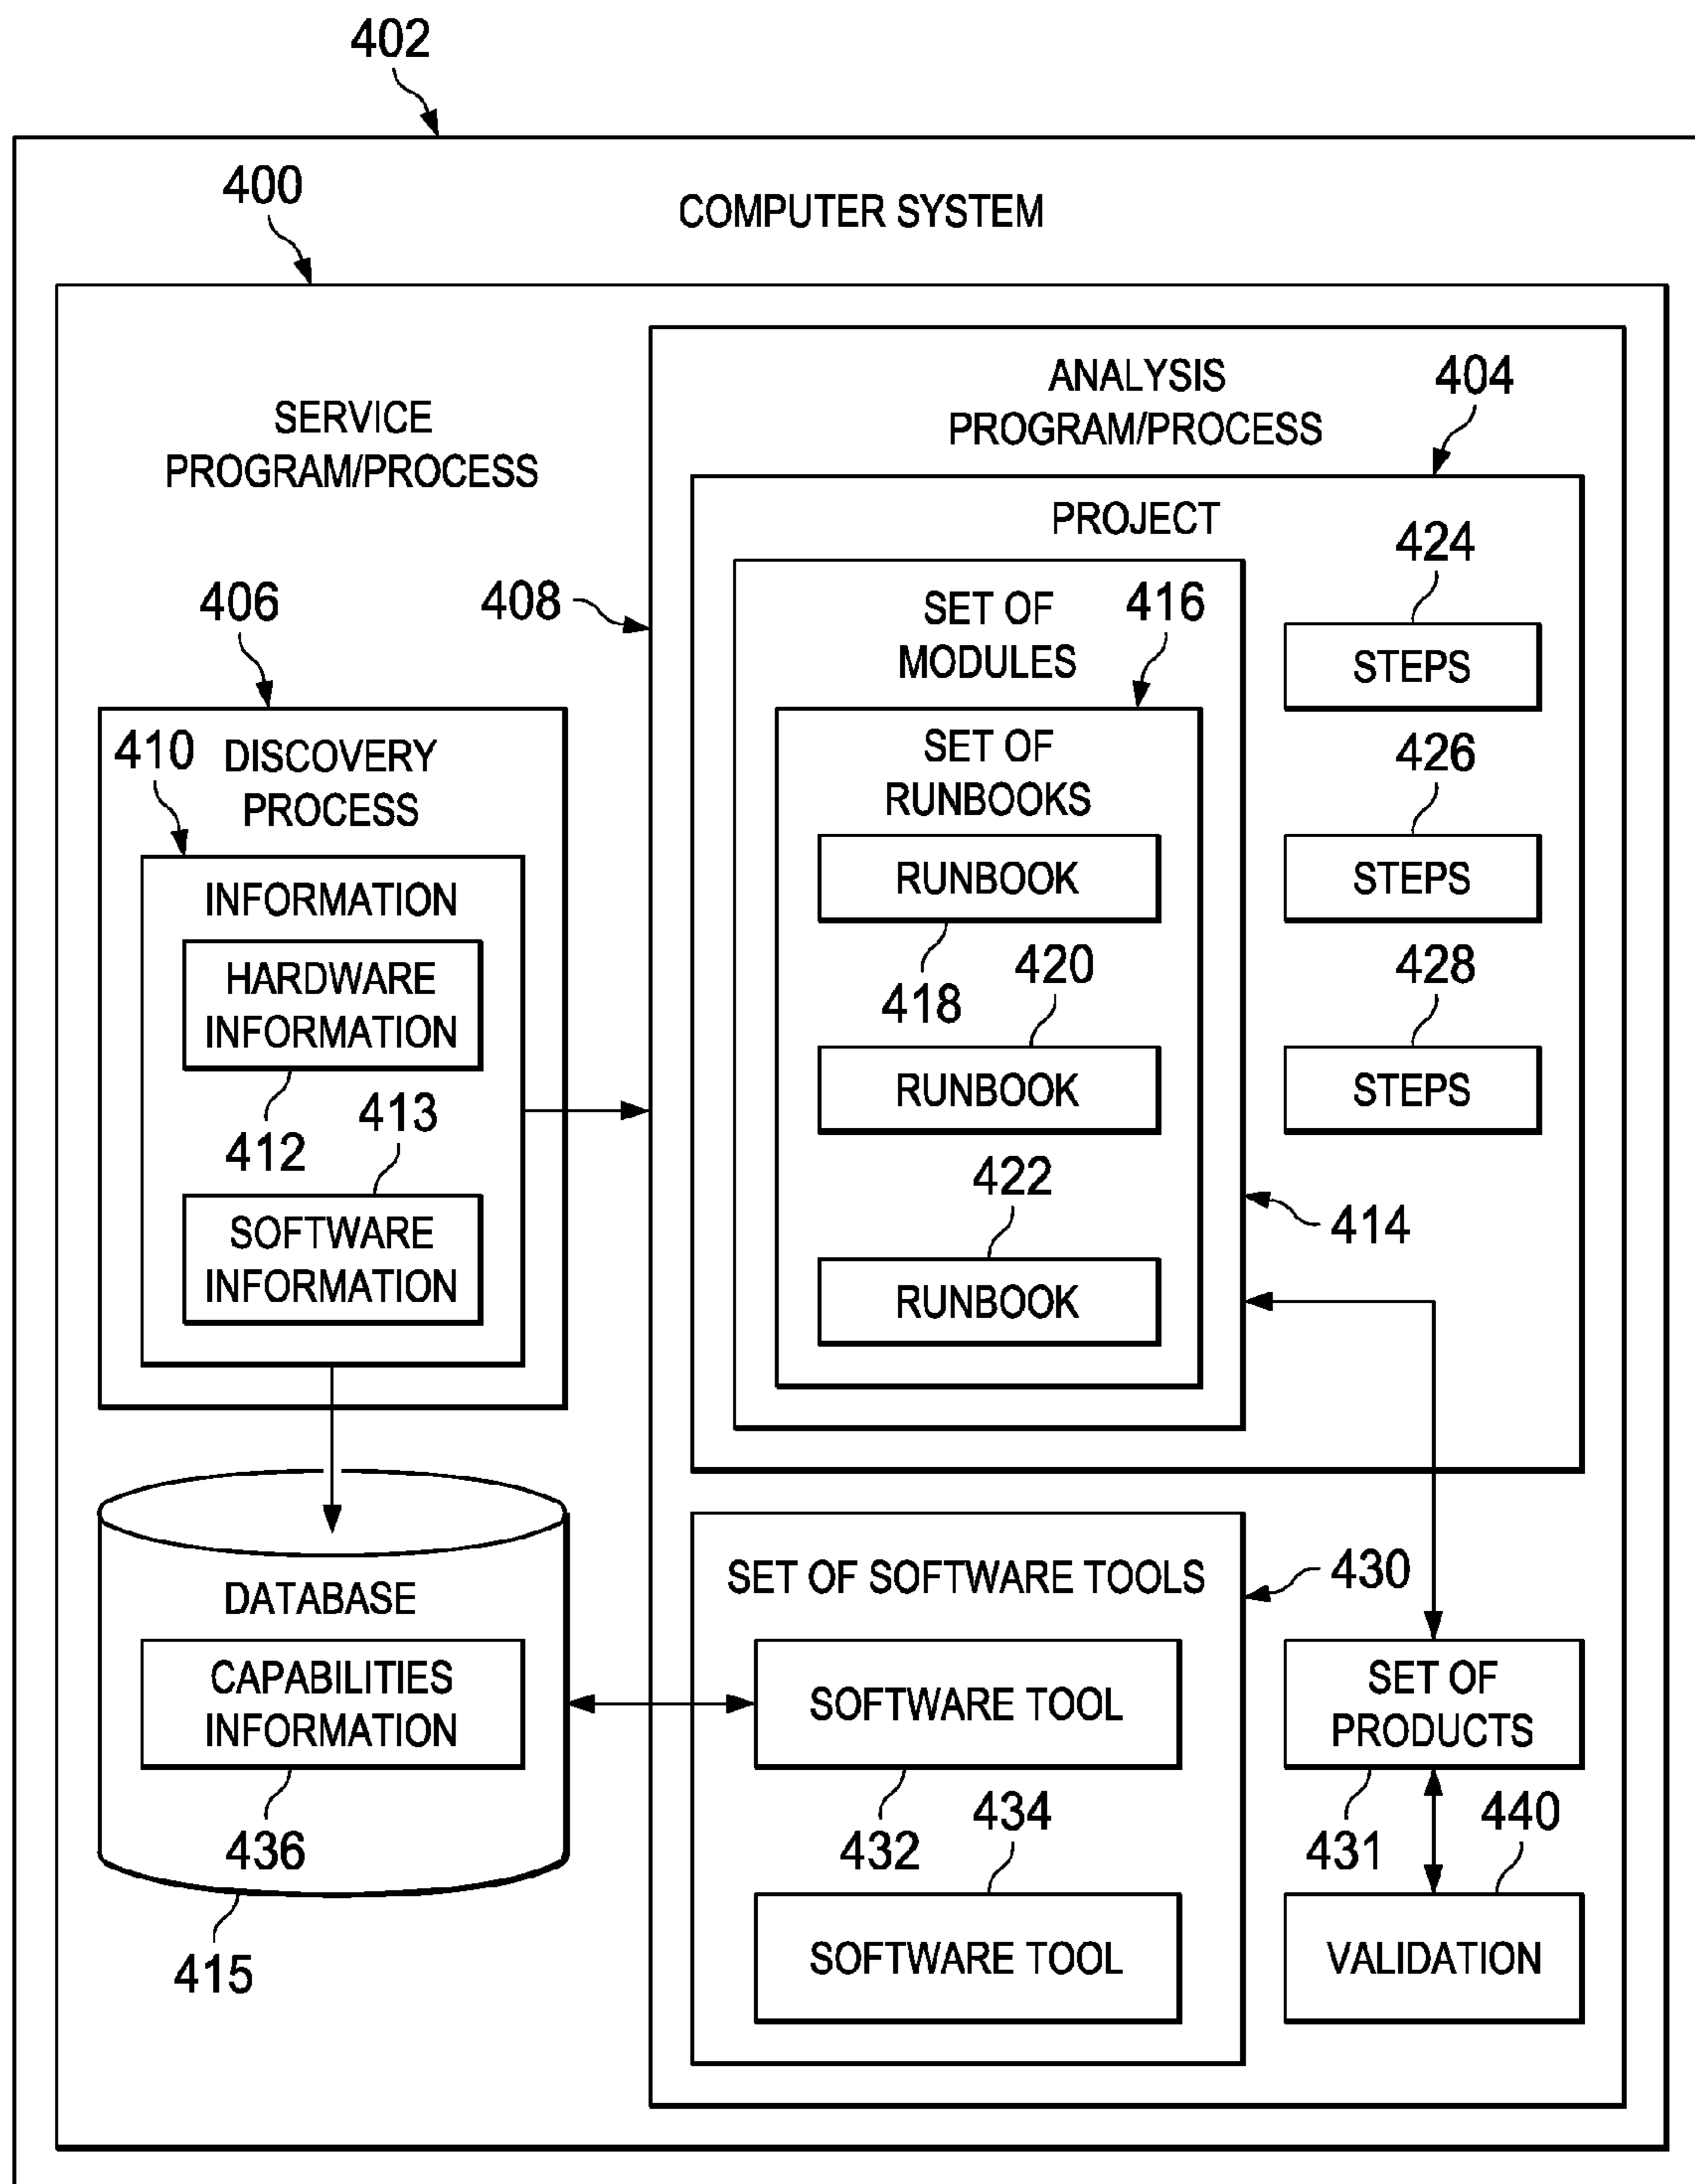 402
400
COMPUTER SYSTEM
SERVICE
PROGRAM/PROCESS
406
410
DISCOVERY
PROCESS
INFORMATION
HARDWARE
INFORMATION
412
413
SOFTWARE
INFORMATION
DATABASE
CAPABILITIES
INFORMATION
436
415
408
ANALYSIS
PROGRAM/PROCESS
404
PROJECT
SET OF
MODULES
416
SET OF
RUNBOOKS
RUNBOOK
418
420
RUNBOOK
422
RUNBOOK
414
424
STEPS
426
STEPS
428
STEPS
SET OF SOFTWARE TOOLS
430
SOFTWARE TOOL
432
434
SOFTWARE TOOL
SET OF
PRODUCTS
431
440
VALIDATION